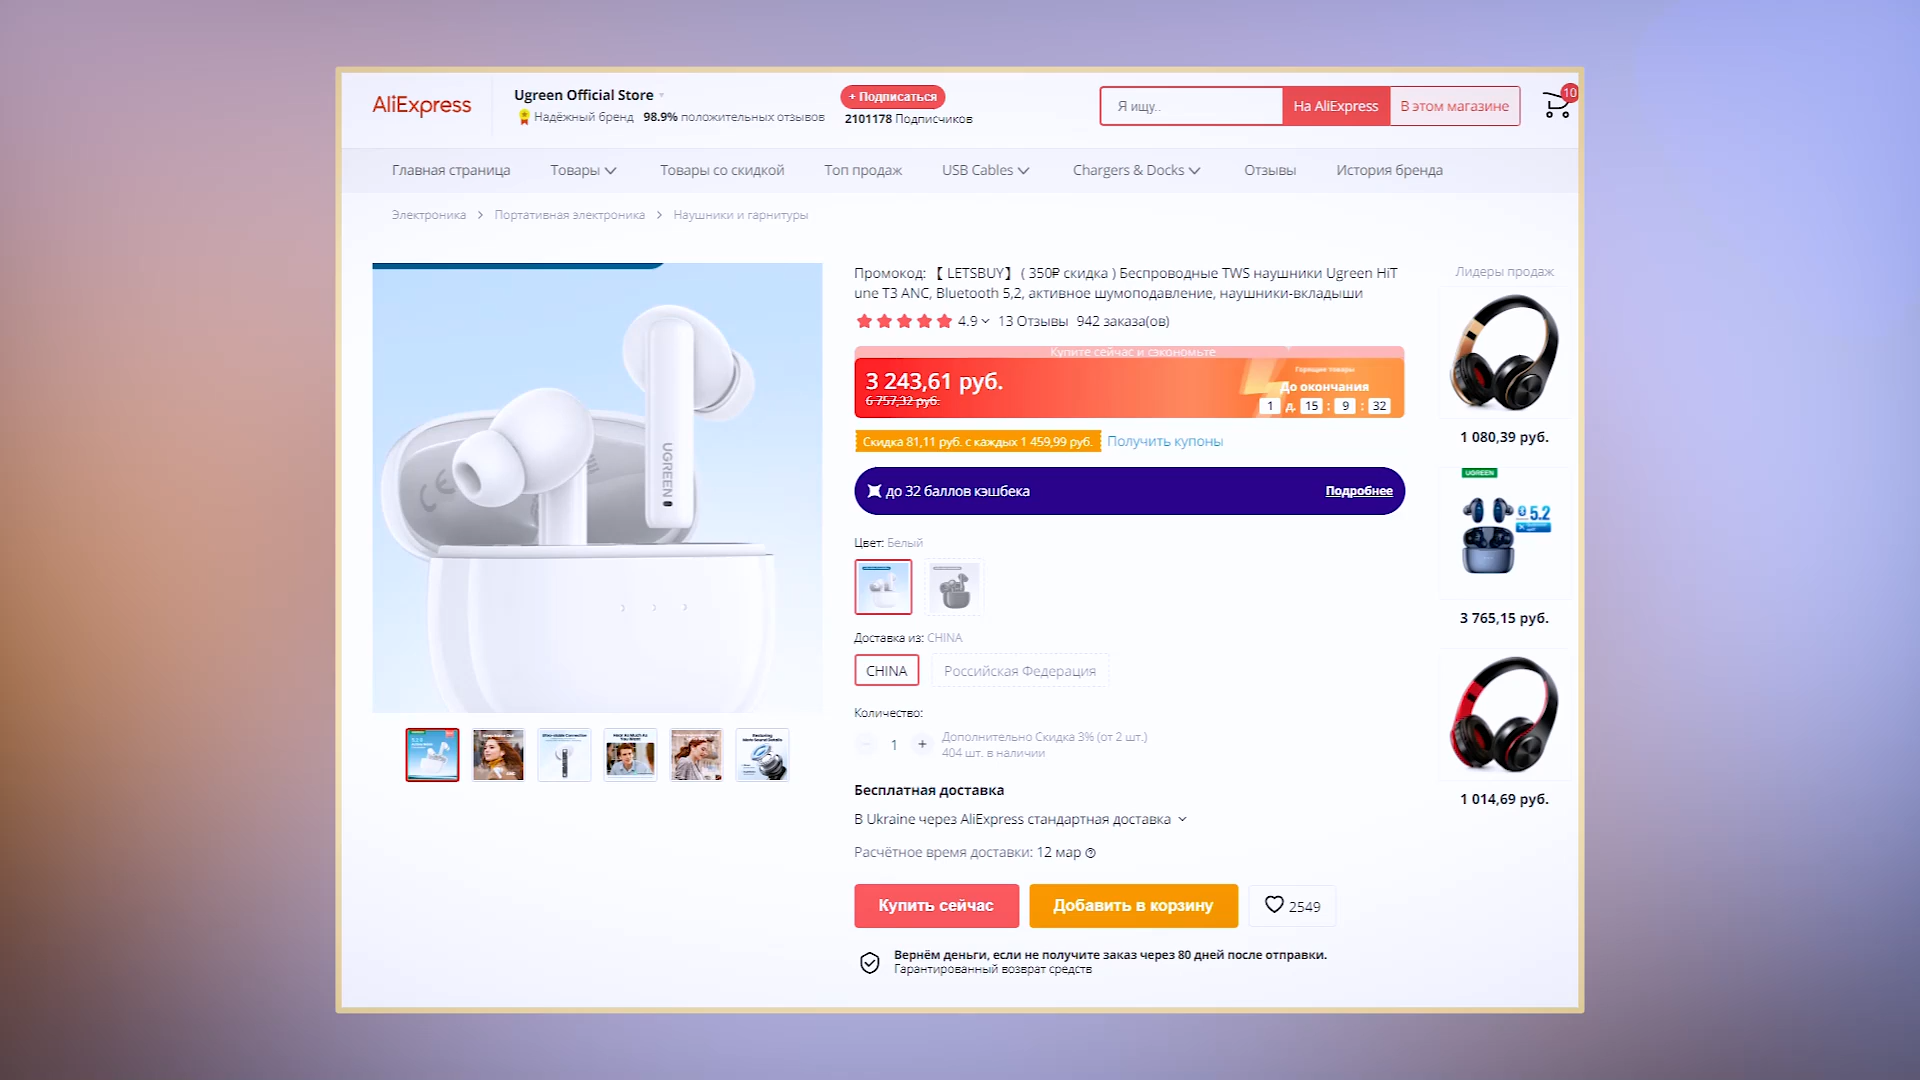 AliExpress
Ugreen Official Store
Надёжный бренд 98.9% положительных отзывов
+ Подписаться
2101178 Подписчиков
Я ищу..
На AliExpress
В этом магазине
10
Главная страница
Товары
Товары со скидкой
Топ продаж
USB Cables
Chargers & Docks
Отзывы
История бренда
Электроника > Портативная электроника > Наушники и гарнитуры
UGREEN
CE
Промокод: 【 LETSBUY】 ( 350₽ скидка ) Беспроводные TWS наушники Ugreen HiT
une T3 ANC, Bluetooth 5,2, активное шумоподавление, наушники-вкладыши
4.9 13 Отзывы 942 заказа(ов)
Купите сейчас и сэкономьте
3 243,61 руб.
6 757,32 руб.
Горящие товары
До окончания
1 д. 15 : 9 : 32
Скидка 81,11 руб. с каждых 1 459,99 руб.
Получить купоны
до 32 баллов кэшбека
Подробнее
Цвет: Белый
Доставка из: CHINA
CHINA
Российская Федерация
Количество:
1 +
Дополнительно Скидка 3% (от 2 шт.)
404 шт. в наличии
Бесплатная доставка
В Ukraine через AliExpress стандартная доставка
Расчётное время доставки: 12 мар
Купить сейчас
Добавить в корзину
2549
Вернём деньги, если не получите заказ через 80 дней после отправки.
Гарантированный возврат средств
Лидеры продаж
1 080,39 руб.
UGREEN
5.2
3 765,15 руб.
1 014,69 руб.